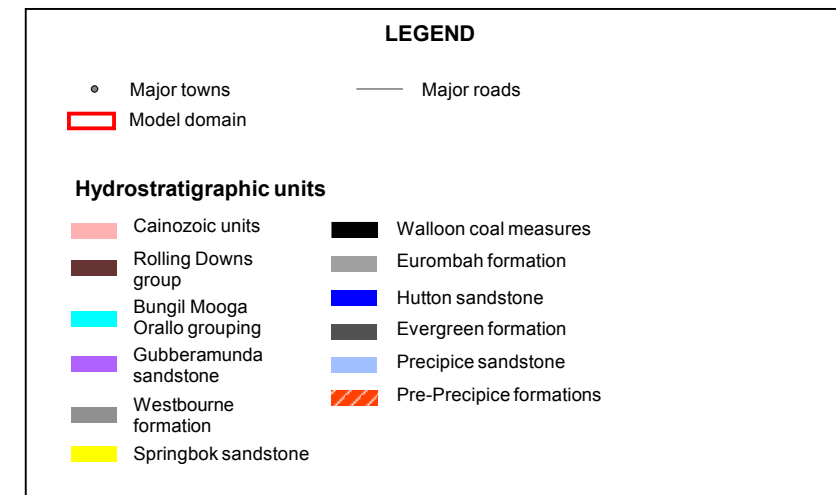 LEGEND
Major towns
Major roads
Model domain
Hydrostratigraphic units
Cainozoic units
Rolling Downs
group
Bungil Mooga
Orallo grouping
Gubberamunda
sandstone
Westbourne
formation
Springbok sandstone
Walloon coal measures
Eurombah formation
Hutton sandstone
Evergreen formation
Precipice sandstone
Pre-Precipice formations